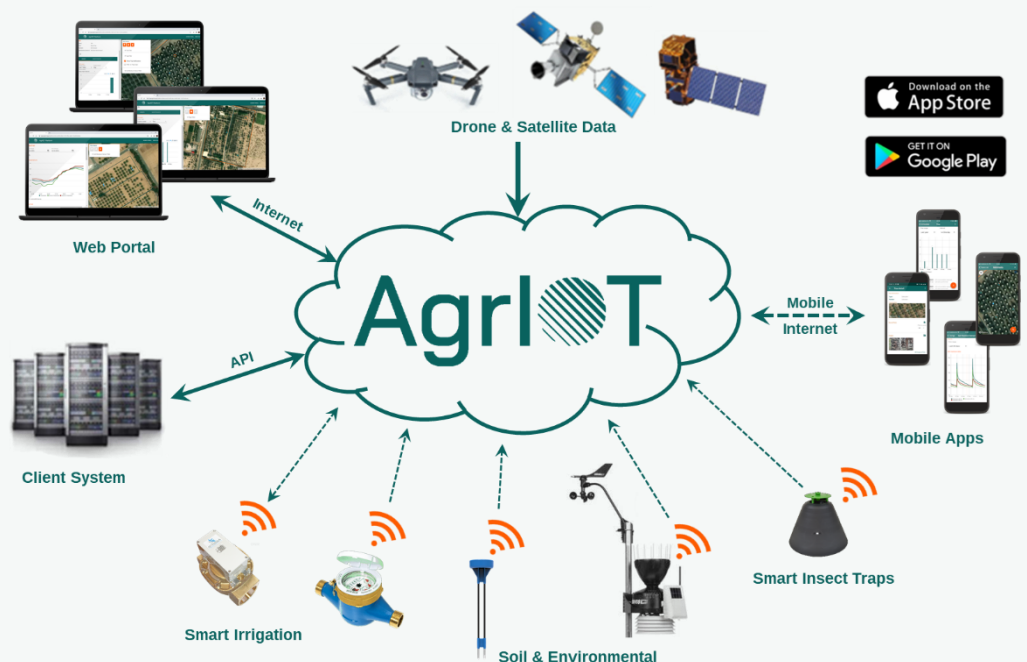 Drone & Satellite Data
Download on the
App Store
GET IT ON
Google Play
Internet
Web Portal
AgrIOT
Mobile
Internet
API
Mobile Apps
Client System
Smart Insect Traps
Smart Irrigation
Soil & Environmental